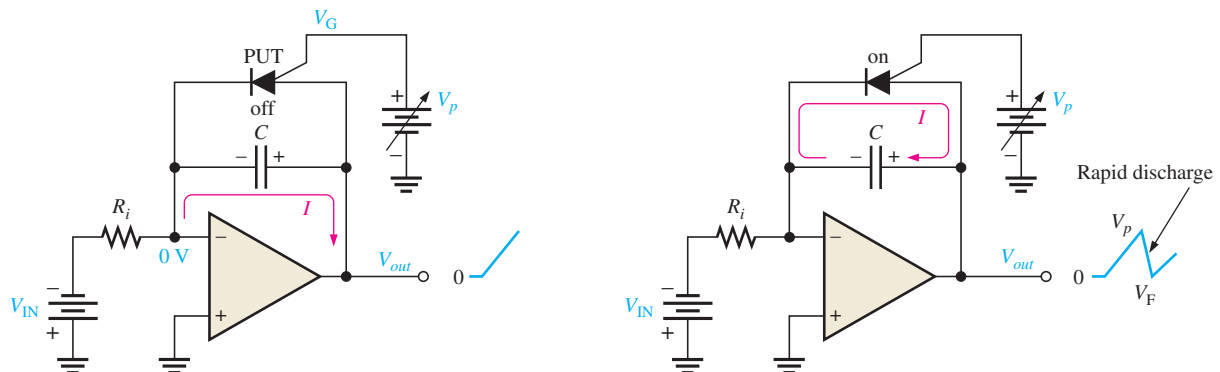 V_G
PUT
off
+
V_p
−
C
− +
I
R_i
0 V
−
+
V_out
0
−
V_IN
+
on
+
V_p
−
I
C
− +
Rapid discharge
R_i
−
+
V_out
0
V_p
V_F
−
V_IN
+